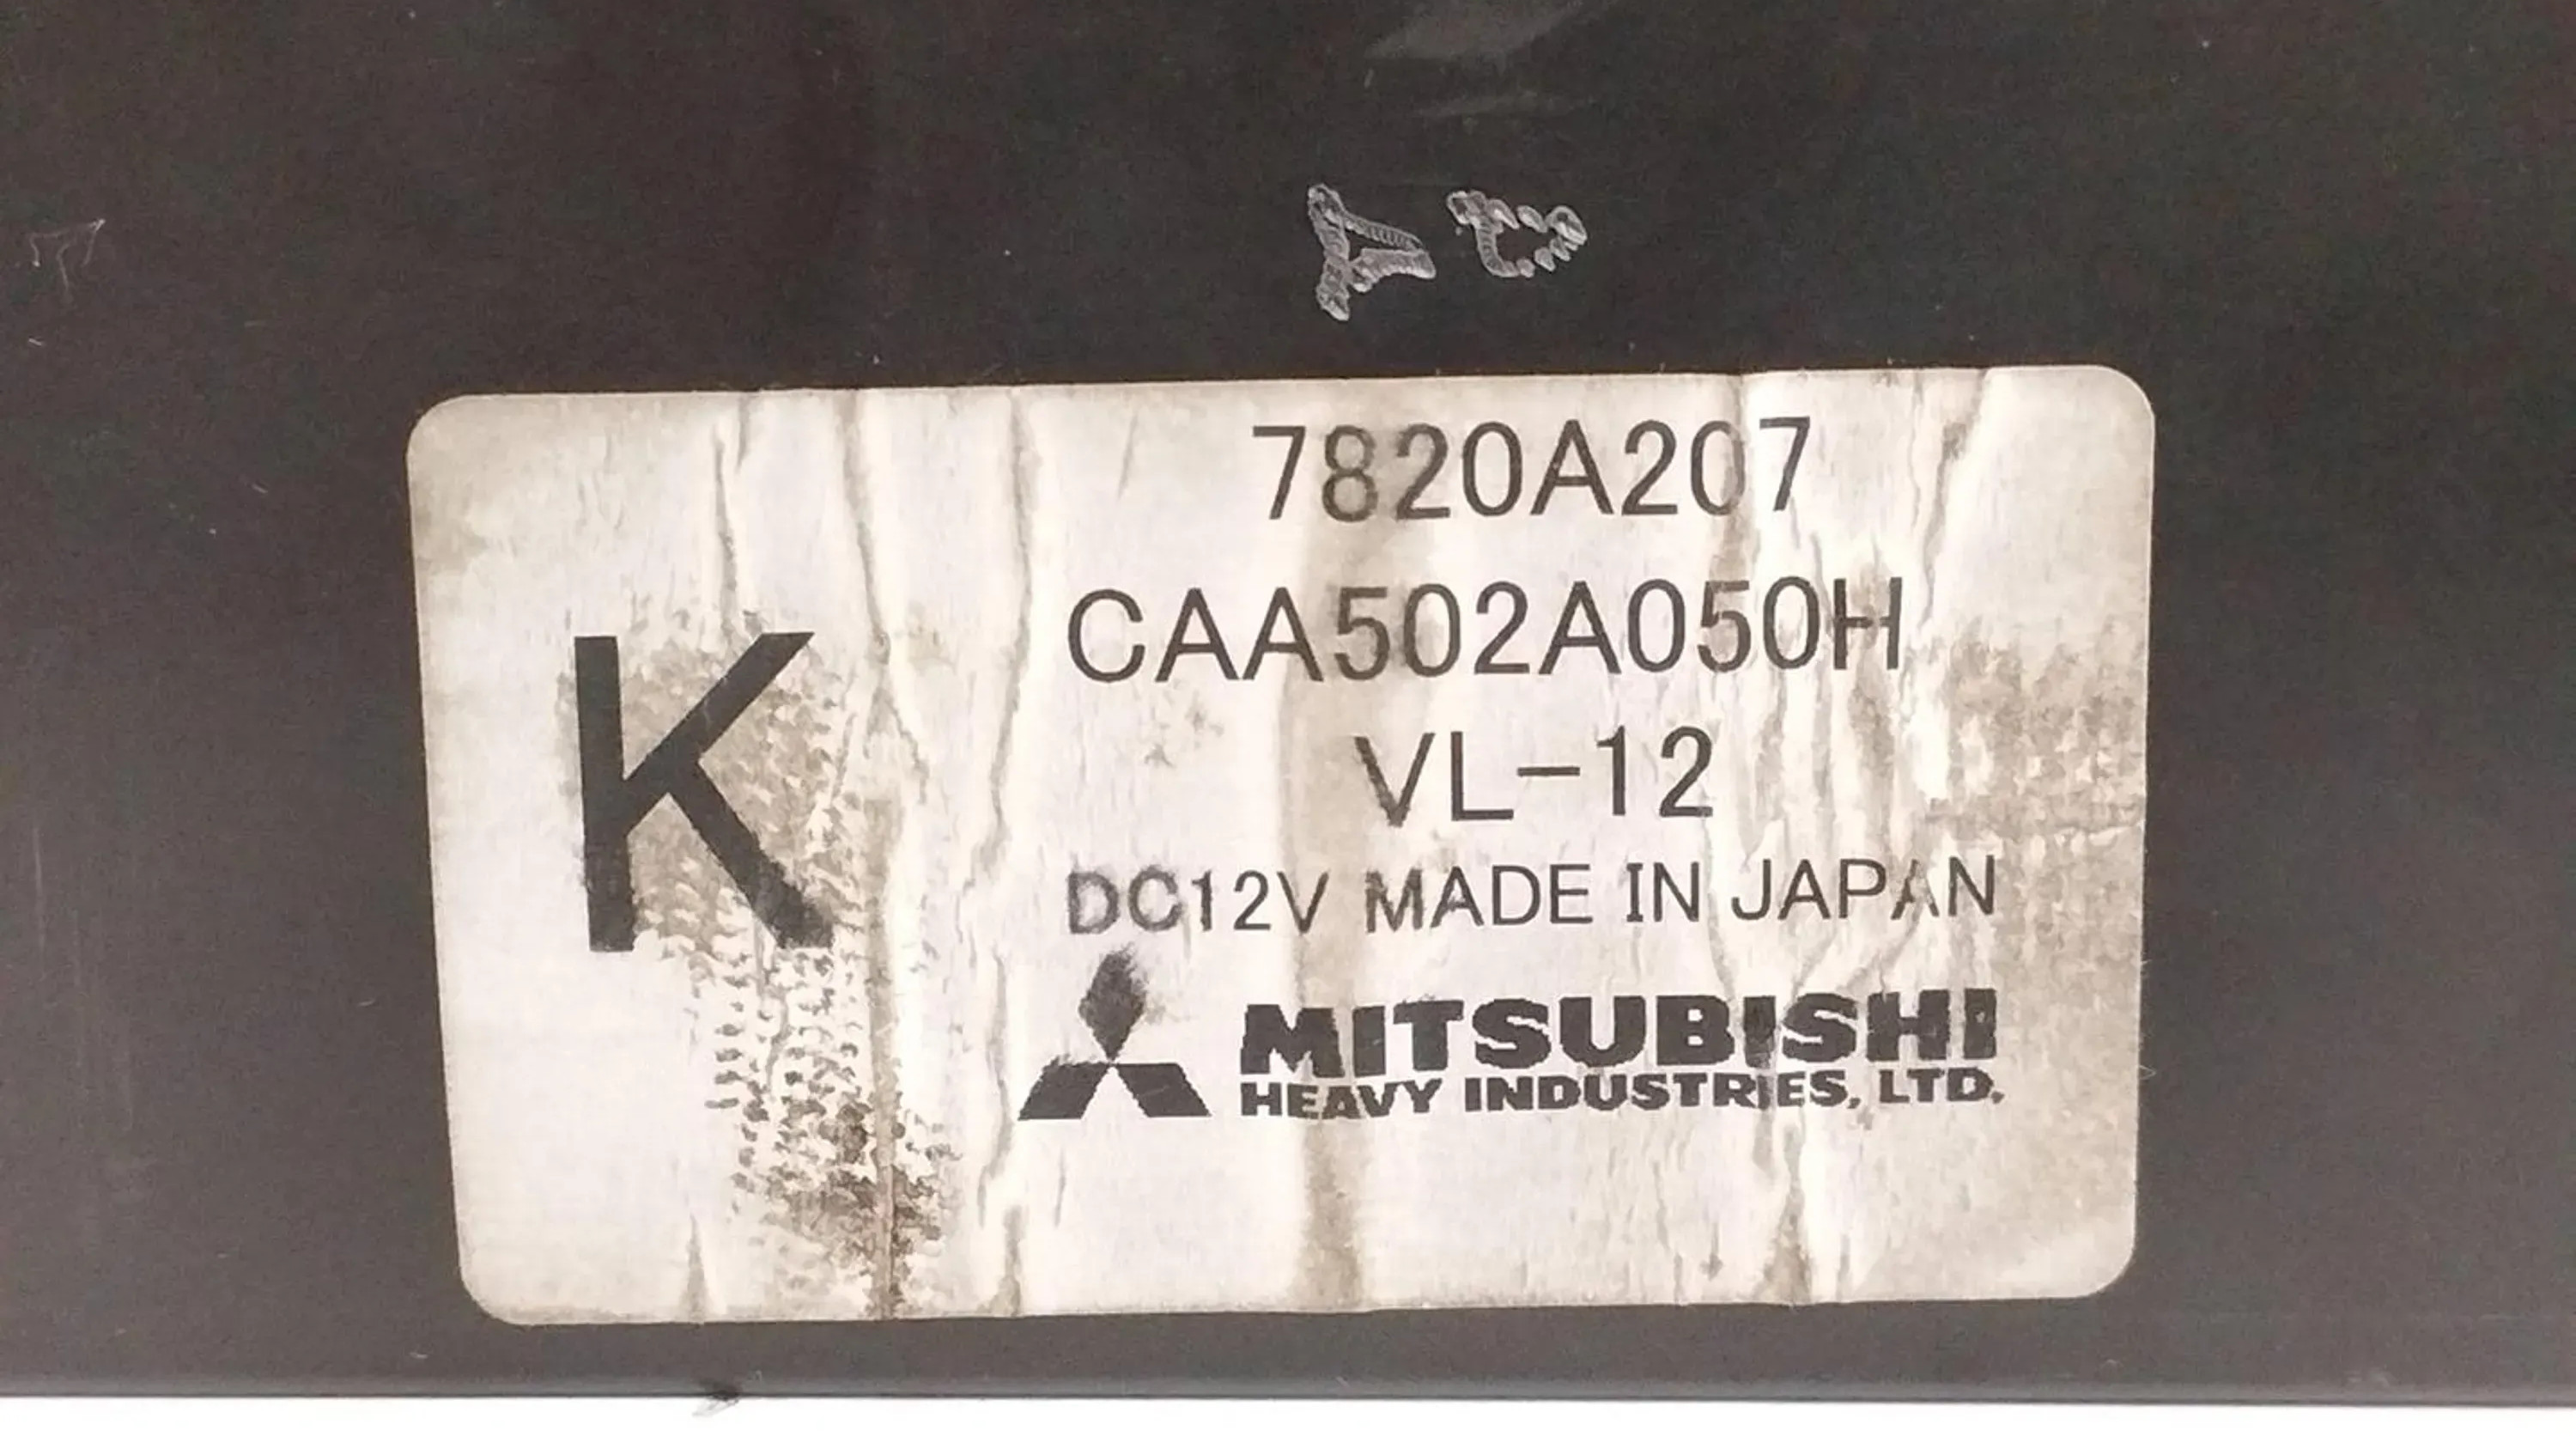 7820A207
CAA502A050H
K
VL-12
DC12V MADE IN JAPAN
MITSUBISHI
HEAVY INDUSTRIES, LTD.